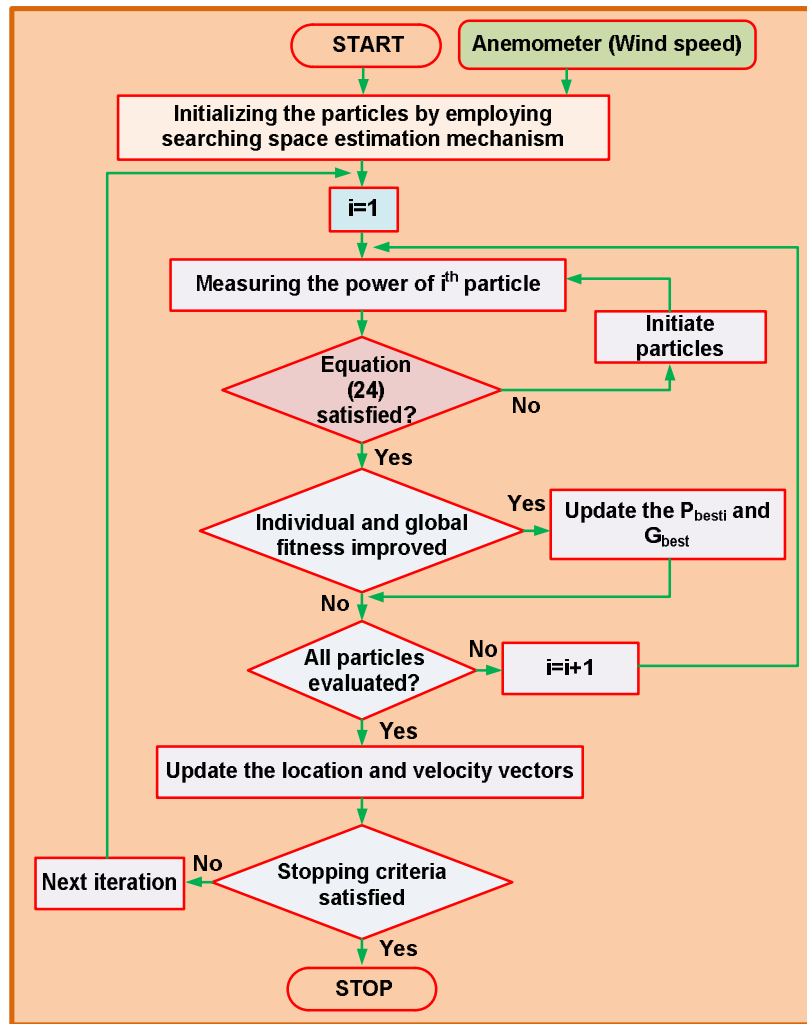 START
Anemometer (Wind speed)
Initializing the particles by employing
searching space estimation mechanism
i=1
Measuring the power of iᵗʰ particle
Initiate
particles
Equation
(24)
satisfied?
No
Yes
Individual and global
fitness improved
Yes
Update the Pbesti and
Gbest
No
All particles
evaluated?
No
i=i+1
Yes
Update the location and velocity vectors
Stopping criteria
satisfied
No
Next iteration
Yes
STOP